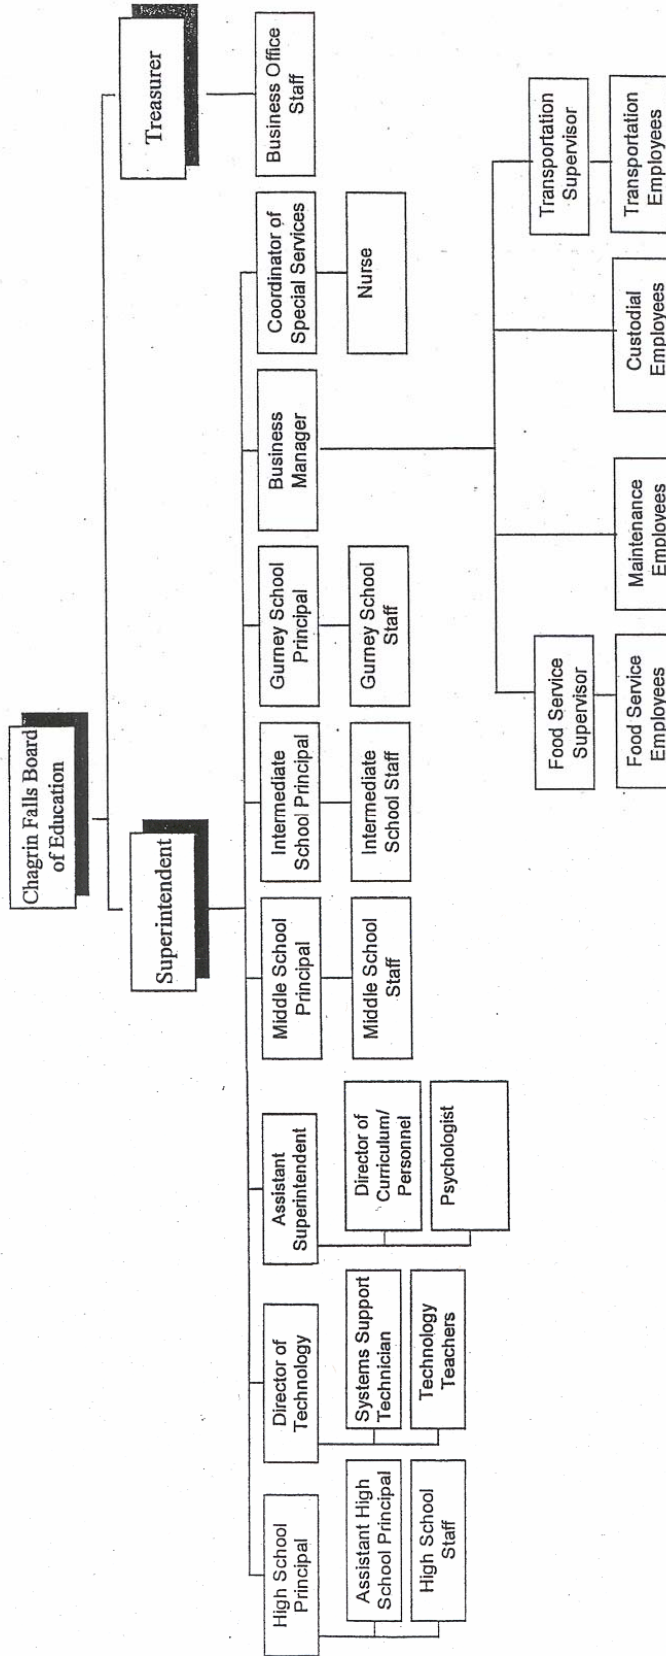 Chagrin Falls Board
of Education
Superintendent
Treasurer
High School
Principal
Director of
Technology
Assistant
Superintendent
Middle School
Principal
Intermediate
School Principal
Gurney School
Principal
Business
Manager
Coordinator of
Special Services
Business Office
Staff
Assistant High
School Principal
High School
Staff
Systems Support
Technician
Technology
Teachers
Director of
Curriculum/
Personnel
Psychologist
Middle School
Staff
Intermediate
School Staff
Gurney School
Staff
Nurse
Food Service
Supervisor
Transportation
Supervisor
Food Service
Employees
Maintenance
Employees
Custodial
Employees
Transportation
Employees